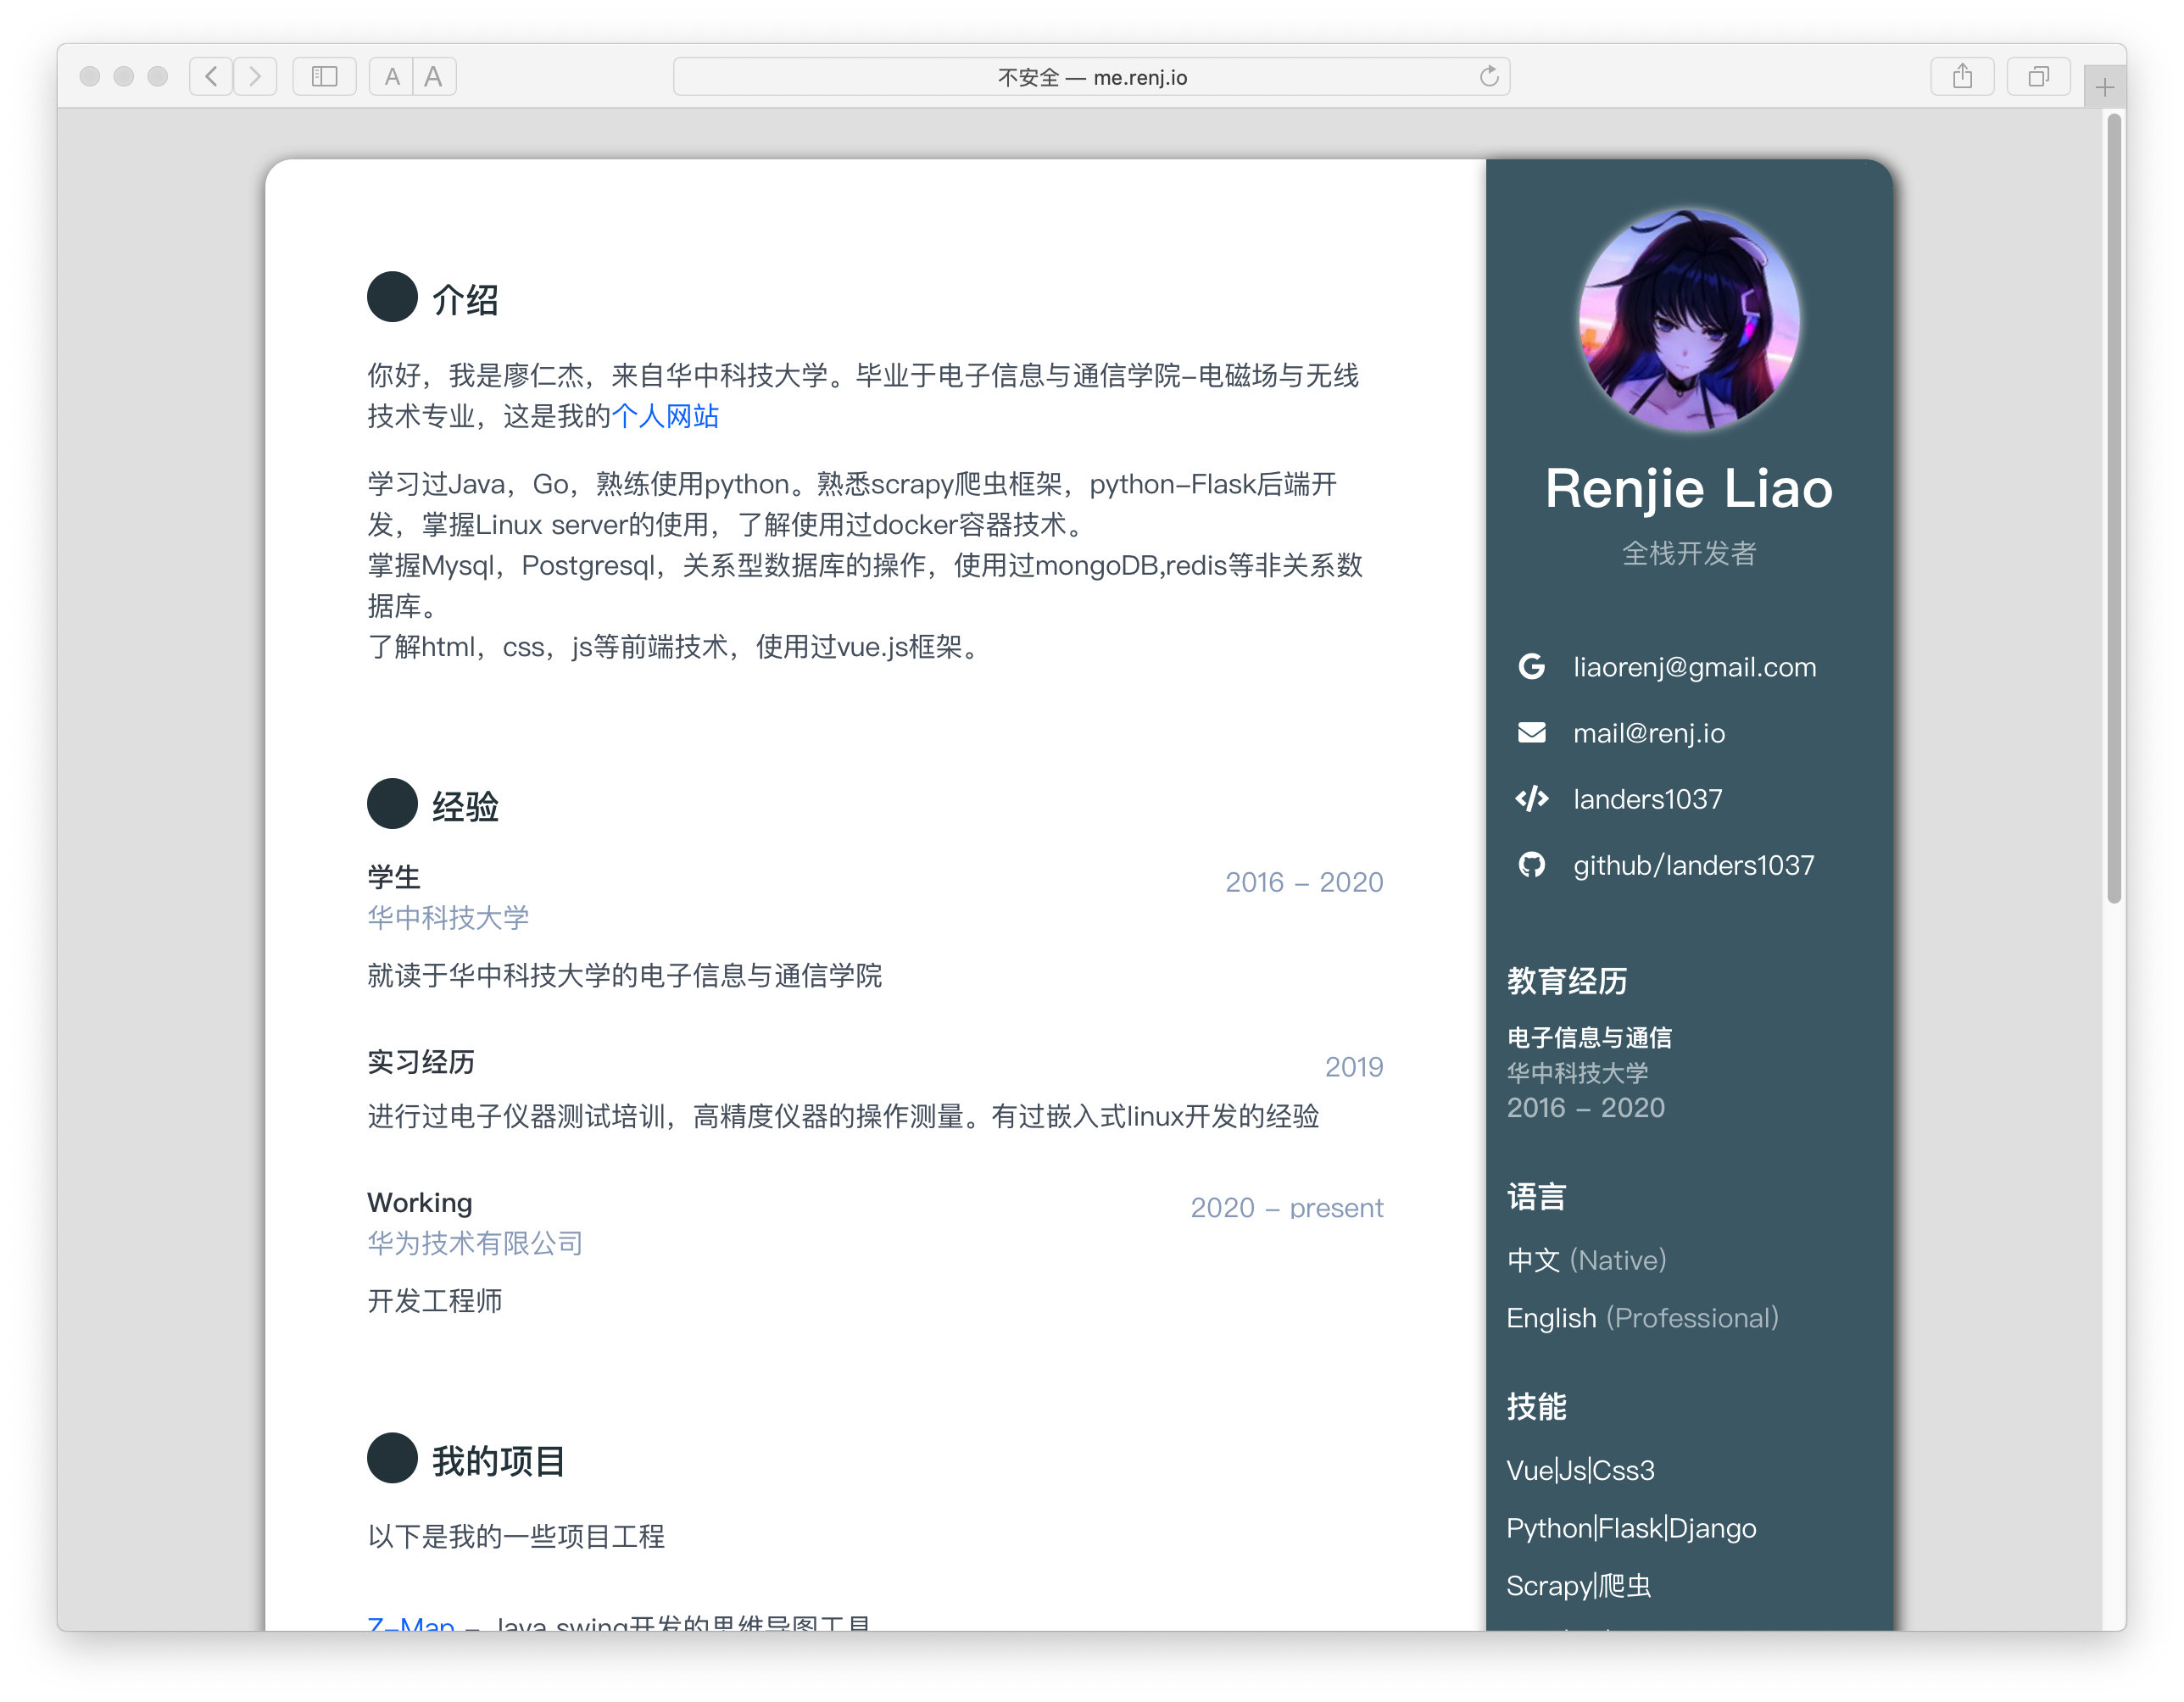 A A
不安全 — me.renj.io
介绍
你好，我是廖仁杰，来自华中科技大学。毕业于电子信息与通信学院-电磁场与无线
技术专业，这是我的个人网站
学习过Java，Go，熟练使用python。熟悉scrapy爬虫框架，python-Flask后端开
发，掌握Linux server的使用，了解使用过docker容器技术。
掌握Mysql，Postgresql，关系型数据库的操作，使用过mongoDB,redis等非关系数
据库。
了解html，css，js等前端技术，使用过vue.js框架。
经验
学生
2016 - 2020
华中科技大学
就读于华中科技大学的电子信息与通信学院
实习经历
2019
进行过电子仪器测试培训，高精度仪器的操作测量。有过嵌入式linux开发的经验
Working
2020 - present
华为技术有限公司
开发工程师
我的项目
以下是我的一些项目工程
Z-Map - Java swing开发的思维导图工具
Renjie Liao
全栈开发者
liaorenj@gmail.com
mail@renj.io
landers1037
github/landers1037
教育经历
电子信息与通信
华中科技大学
2016 - 2020
语言
中文 (Native)
English (Professional)
技能
Vue|Js|Css3
Python|Flask|Django
Scrapy|爬虫